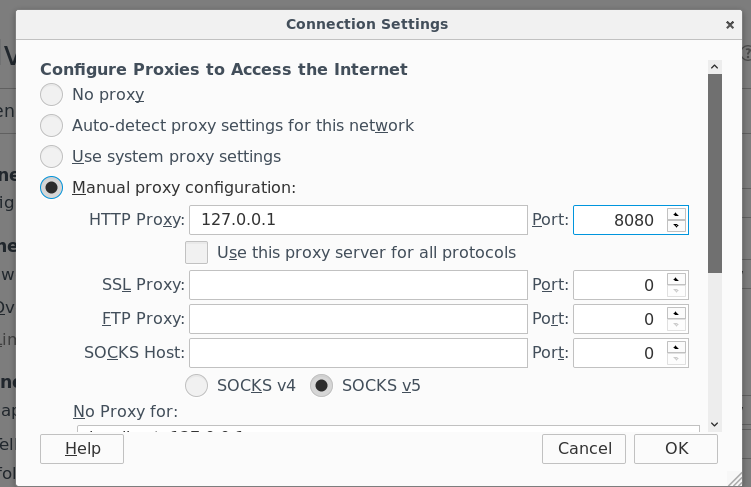 Connection Settings
Configure Proxies to Access the Internet
No proxy
Auto-detect proxy settings for this network
Use system proxy settings
Manual proxy configuration:
HTTP Proxy: 127.0.0.1 Port: 8080
Use this proxy server for all protocols
SSL Proxy: Port: 0
FTP Proxy: Port: 0
SOCKS Host: Port: 0
SOCKS v4 SOCKS v5
No Proxy for:
Help Cancel OK